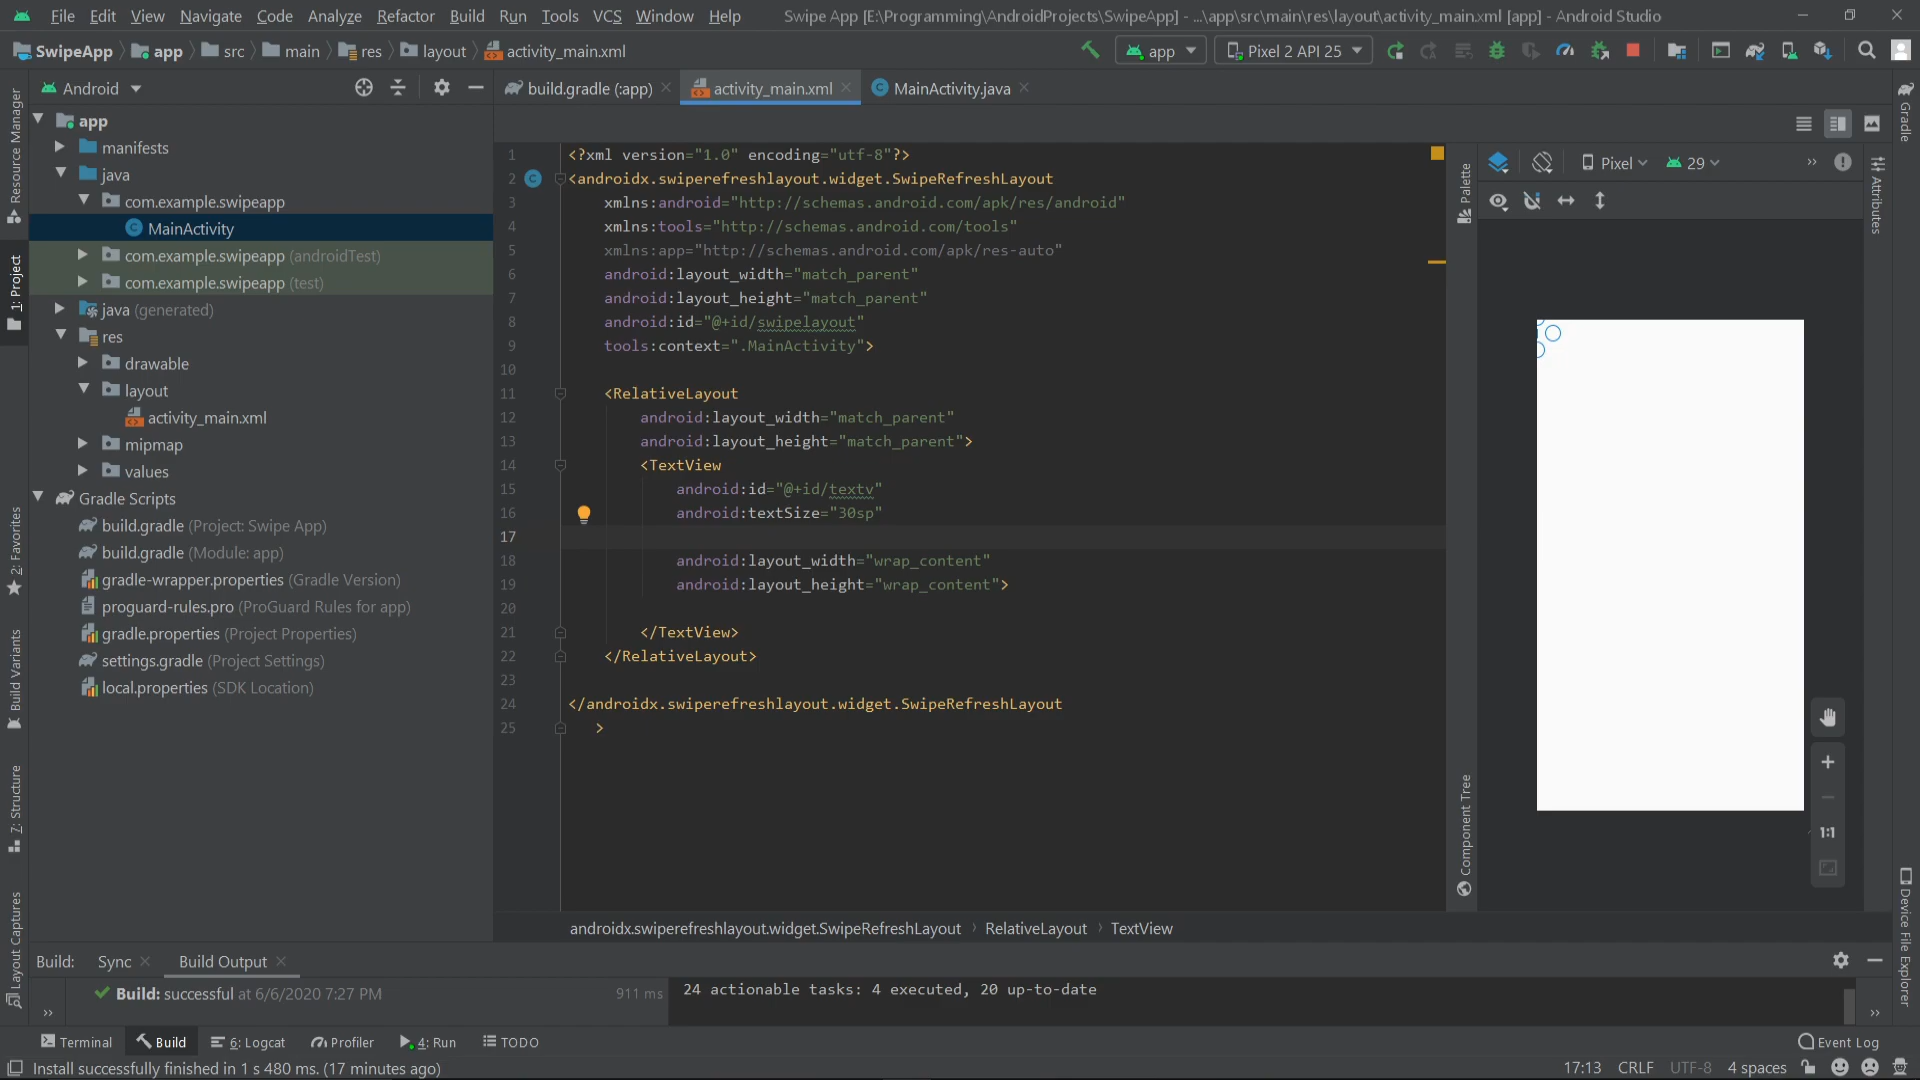 File Edit View Navigate Code Analyze Refactor Build Run Tools VCS Window Help Swipe App [E:\Programming\AndroidProjects\SwipeApp] - ...\app\src\main\res\layout\activity_main.xml [app] - Android Studio
SwipeApp app src main res layout activity_main.xml app Pixel 2 API 25
Android build.gradle (:app) activity_main.xml MainActivity.java
Resource Manager
1: Project
2: Favorites
Build Variants
7: Structure
Layout Captures
app
manifests
java
com.example.swipeapp
MainActivity
com.example.swipeapp (androidTest)
com.example.swipeapp (test)
java (generated)
res
drawable
layout
activity_main.xml
mipmap
values
Gradle Scripts
build.gradle (Project: Swipe App)
build.gradle (Module: app)
gradle-wrapper.properties (Gradle Version)
proguard-rules.pro (ProGuard Rules for app)
gradle.properties (Project Properties)
settings.gradle (Project Settings)
local.properties (SDK Location)
1 <?xml version="1.0" encoding="utf-8"?>
2 <androidx.swiperefreshlayout.widget.SwipeRefreshLayout
3 xmlns:android="http://schemas.android.com/apk/res/android"
4 xmlns:tools="http://schemas.android.com/tools"
5 xmlns:app="http://schemas.android.com/apk/res-auto"
6 android:layout_width="match_parent"
7 android:layout_height="match_parent"
8 android:id="@+id/swipelayout"
9 tools:context=".MainActivity">
10
11 <RelativeLayout
12 android:layout_width="match_parent"
13 android:layout_height="match_parent">
14 <TextView
15 android:id="@+id/textv"
16 android:textSize="30sp"
17
18 android:layout_width="wrap_content"
19 android:layout_height="wrap_content">
20
21 </TextView>
22 </RelativeLayout>
23
24 </androidx.swiperefreshlayout.widget.SwipeRefreshLayout
25 >
androidx.swiperefreshlayout.widget.SwipeRefreshLayout RelativeLayout TextView
Palette
Component Tree
Pixel 29
1:1
Gradle
Attributes
Device File Explorer
Build: Sync Build Output
Build: successful at 6/6/2020 7:27 PM 911 ms 24 actionable tasks: 4 executed, 20 up-to-date
Terminal Build 6: Logcat Profiler 4: Run TODO Event Log
Install successfully finished in 1 s 480 ms. (17 minutes ago) 17:13 CRLF UTF-8 4 spaces